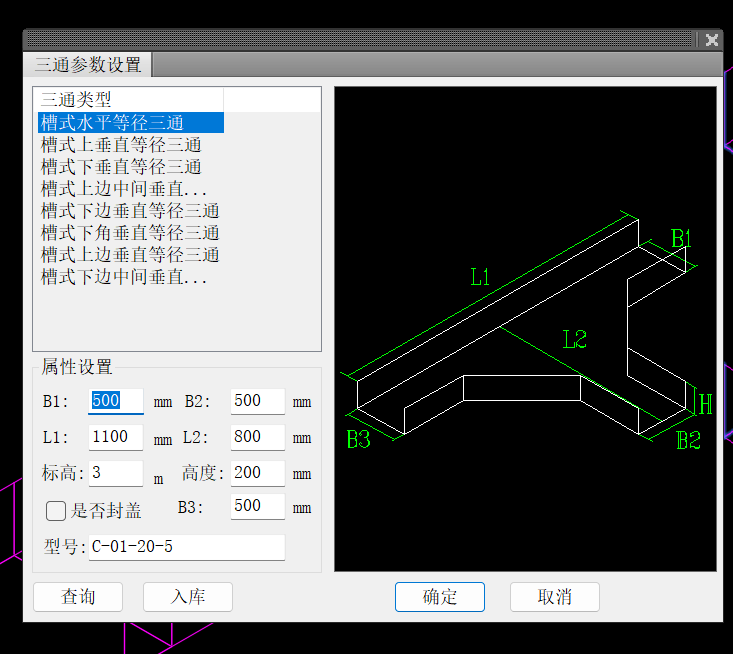 三通参数设置
三通类型
槽式水平等径三通
槽式上垂直等径三通
槽式下垂直等径三通
槽式上边中间垂直...
槽式下边垂直等径三通
槽式下角垂直等径三通
槽式上边垂直等径三通
槽式下边中间垂直...
属性设置
B1: 500 mm B2: 500 mm
L1: 1100 mm L2: 800 mm
标高: 3 m 高度: 200 mm
是否封盖 B3: 500 mm
型号: C-01-20-5
查询 入库 确定 取消
B1
L1
L2
H
B3
B2